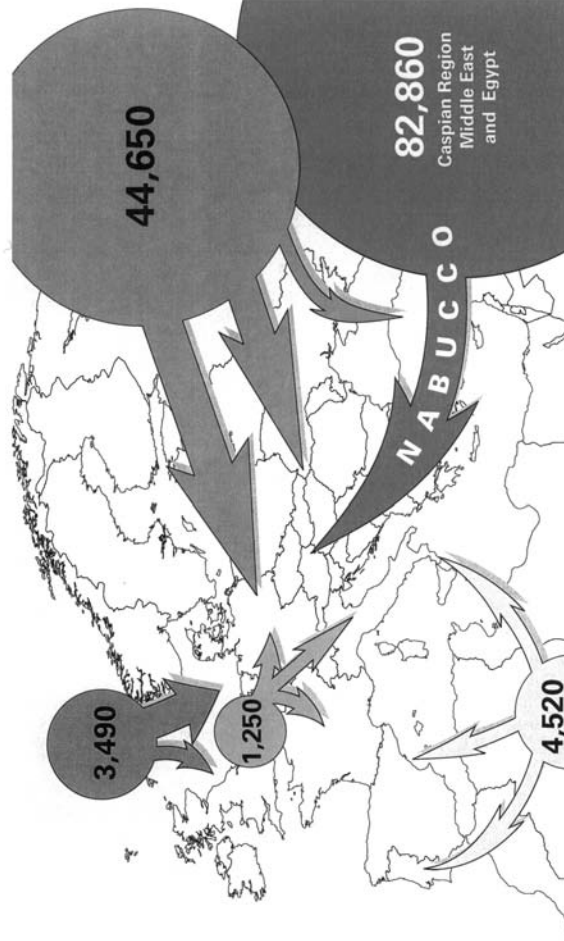 44,650
82,860
Caspian Region
Middle East
and Egypt
NABUCCO
3,490
1,250
4,520